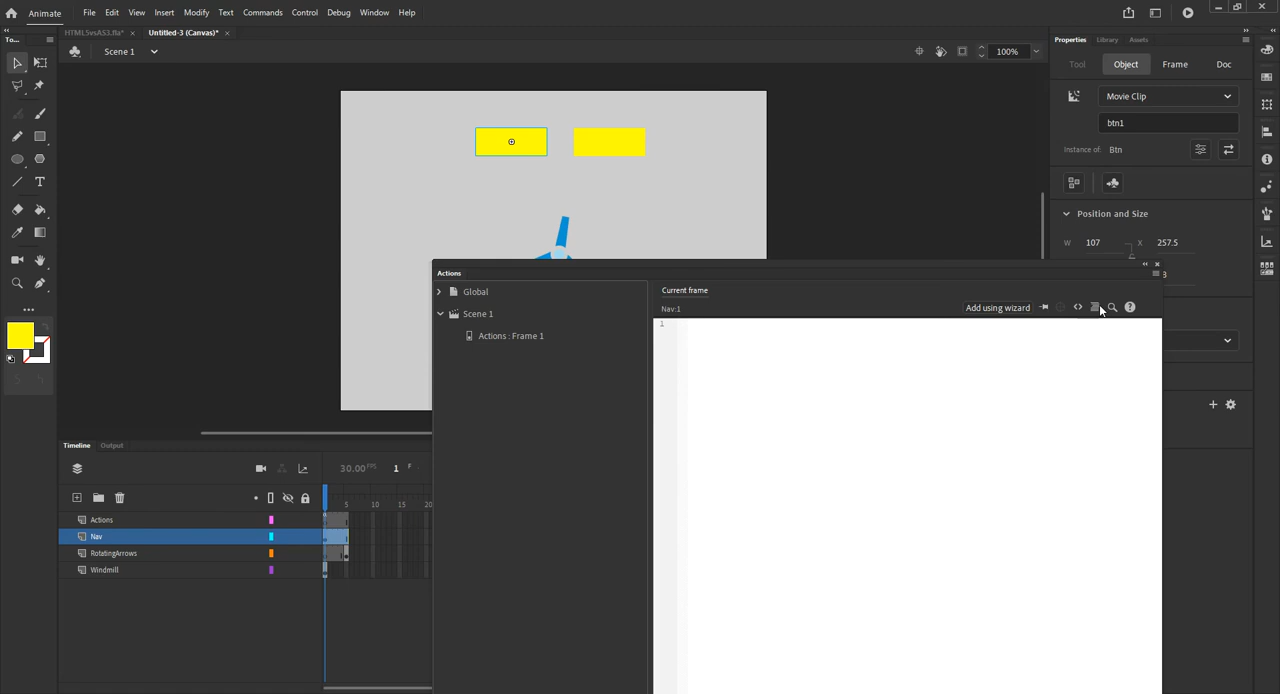 Animate File Edit View Insert Modify Text Commands Control Debug Window Help
HTML5vsAS3.fla* × Untitled-3 (Canvas)* ×
To...
Scene 1
100%
Properties Library Assets
Tool Object Frame Doc
Movie Clip
btn1
Instance of: Btn
Position and Size
W 107 X 257.5
Actions
Global
Scene 1
Actions : Frame 1
Current frame
Nav:1
Add using wizard
1
Timeline Output
30.00 FPS 1 F
5 10 15 20
Actions
Nav
RotatingArrows
Windmill